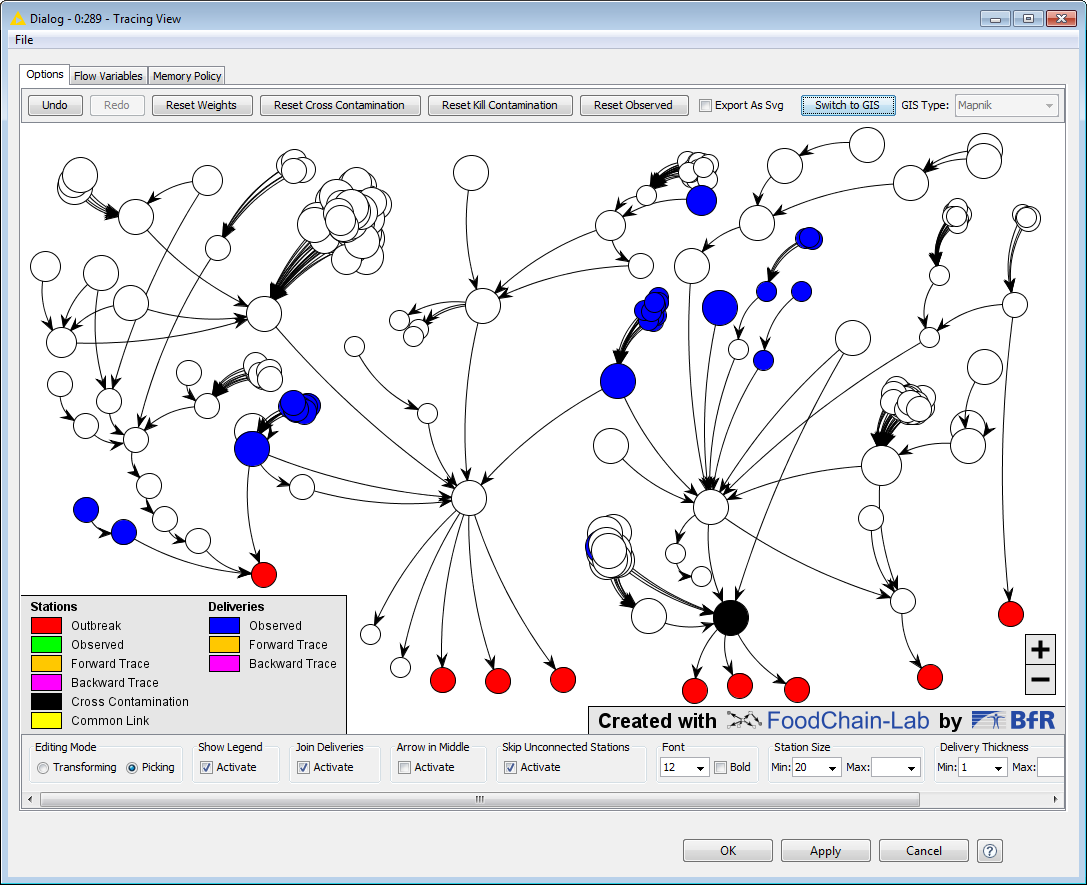 Dialog - 0:289 - Tracing View
File
Options Flow Variables Memory Policy
Undo Redo Reset Weights Reset Cross Contamination Reset Kill Contamination Reset Observed Export As Svg Switch to GIS GIS Type: Mapnik
Stations Deliveries
Outbreak Observed
Observed Forward Trace
Forward Trace Backward Trace
Backward Trace
Cross Contamination
Common Link
+
−
Created with FoodChain-Lab by BfR
Editing Mode Show Legend Join Deliveries Arrow in Middle Skip Unconnected Stations Font Station Size Delivery Thickness
Transforming Picking Activate Activate Activate Activate 12 Bold Min: 20 Max: Min: 1 Max:
OK Apply Cancel ?